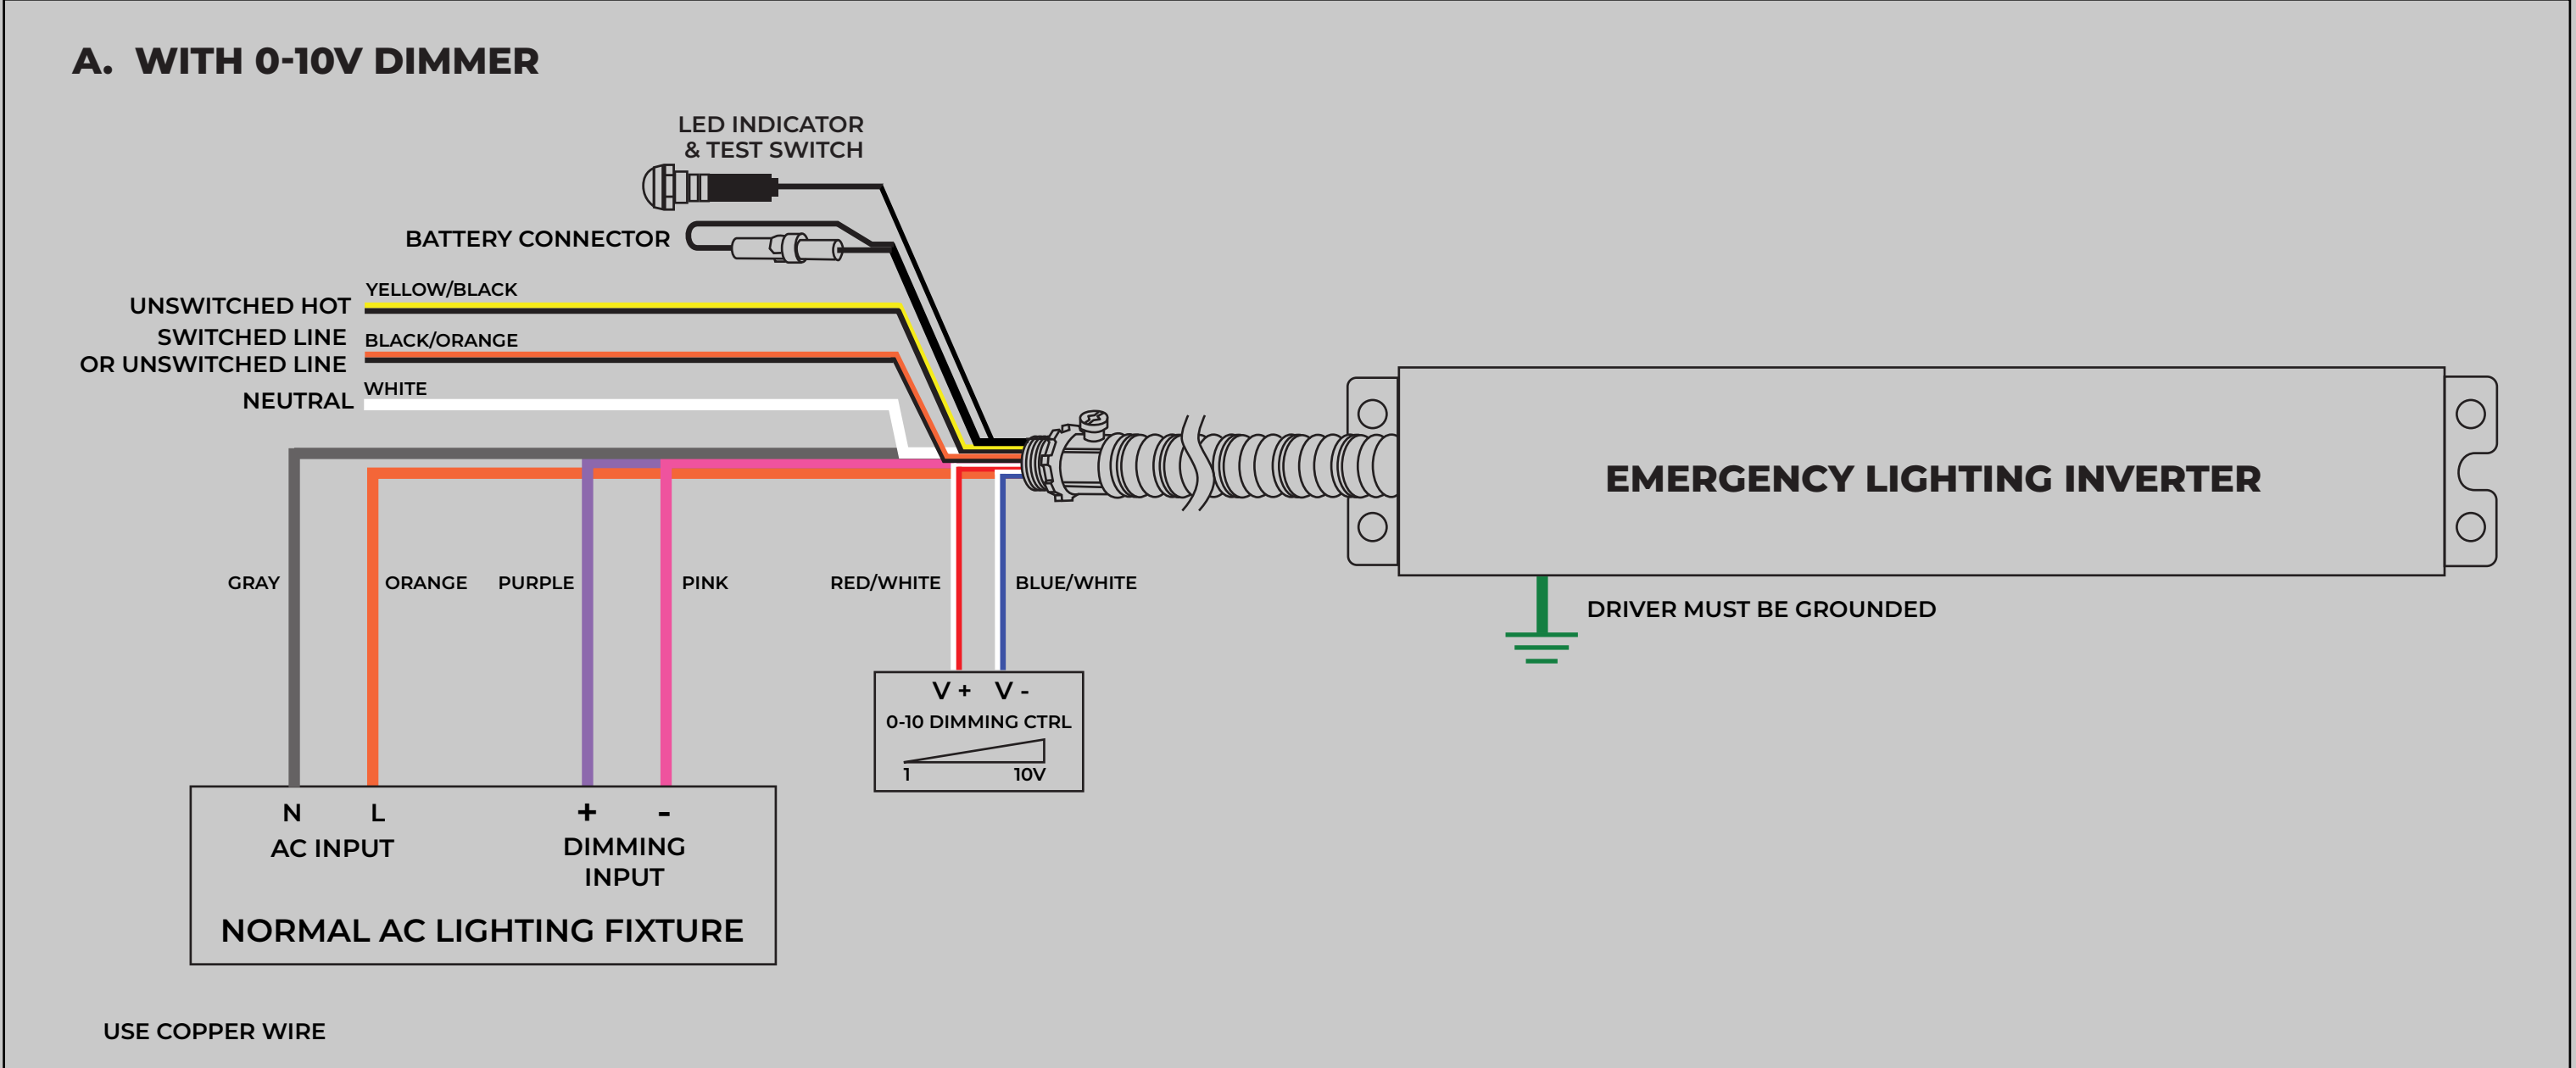 A. WITH 0-10V DIMMER
LED INDICATOR
& TEST SWITCH
BATTERY CONNECTOR
YELLOW/BLACK
UNSWITCHED HOT
SWITCHED LINE
OR UNSWITCHED LINE
BLACK/ORANGE
WHITE
NEUTRAL
EMERGENCY LIGHTING INVERTER
GRAY
ORANGE
PURPLE
PINK
RED/WHITE
BLUE/WHITE
DRIVER MUST BE GROUNDED
V + V -
0-10 DIMMING CTRL
1 10V
N L
+ -
AC INPUT
DIMMING
INPUT
NORMAL AC LIGHTING FIXTURE
USE COPPER WIRE